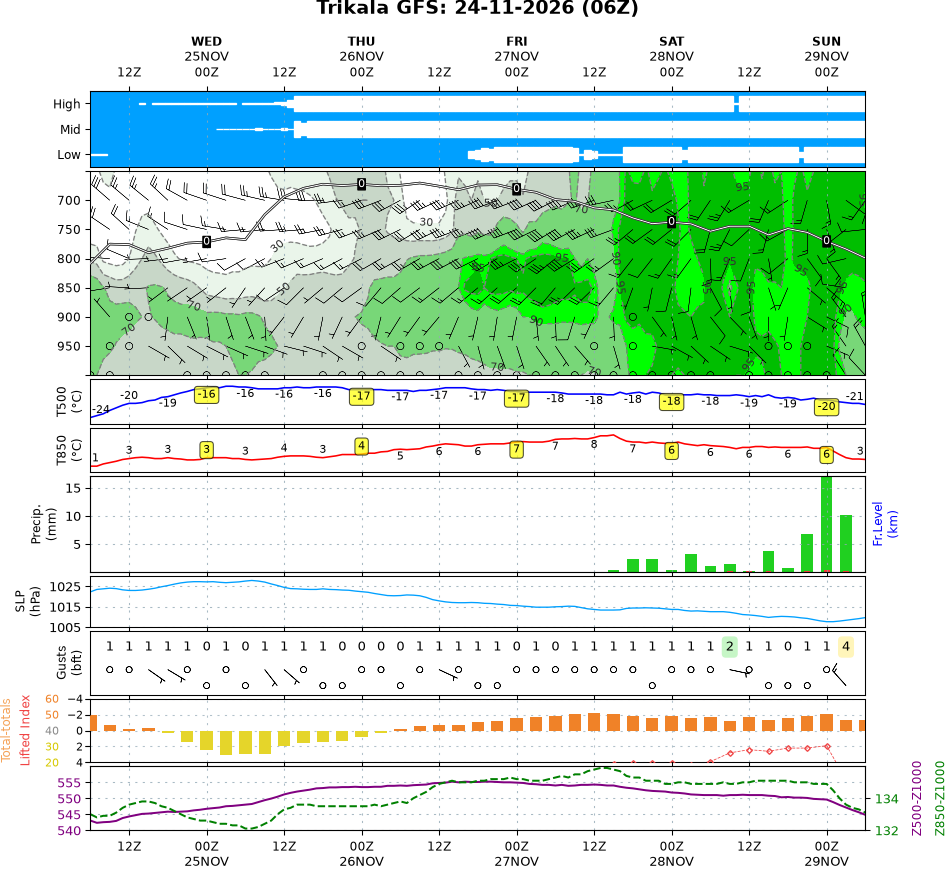 Trikala GFS: 24-11-2026 (06Z)
WED THU FRI SAT SUN
25NOV 26NOV 27NOV 28NOV 29NOV
12Z 00Z 12Z 00Z 12Z 00Z 12Z 00Z 12Z 00Z
High
Mid
Low
700
750
800
850
900
950
0 0 0 0 0
30 30 50 50 70 70 70 70 70 90 90 95 95 95 95 95 95 95
T500
(°C)
-24 -20 -19 -16 -16 -16 -16 -17 -17 -17 -17 -17 -18 -18 -18 -18 -18 -19 -19 -20 -21
T850
(°C)
1 3 3 3 3 4 3 4 5 6 6 7 7 8 7 6 6 6 6 6 3
Precip.
(mm)
15
10
5
Fr.Level
(km)
SLP
(hPa)
1025
1015
1005
Gusts
(bft)
1 1 1 1 1 0 1 0 1 1 1 1 0 0 0 0 1 0 1 1 1 0 1 0 0 1 1 1 1 0 1 1 2 1 1 0 1 1 4
Total-totals
Lifted Index
60 -4
50 -2
40 0
30 2
20 4
555
550
545
540
134
132
Z500-Z1000
Z850-Z1000
12Z 00Z 12Z 00Z 12Z 00Z 12Z 00Z 12Z 00Z
25NOV 26NOV 27NOV 28NOV 29NOV